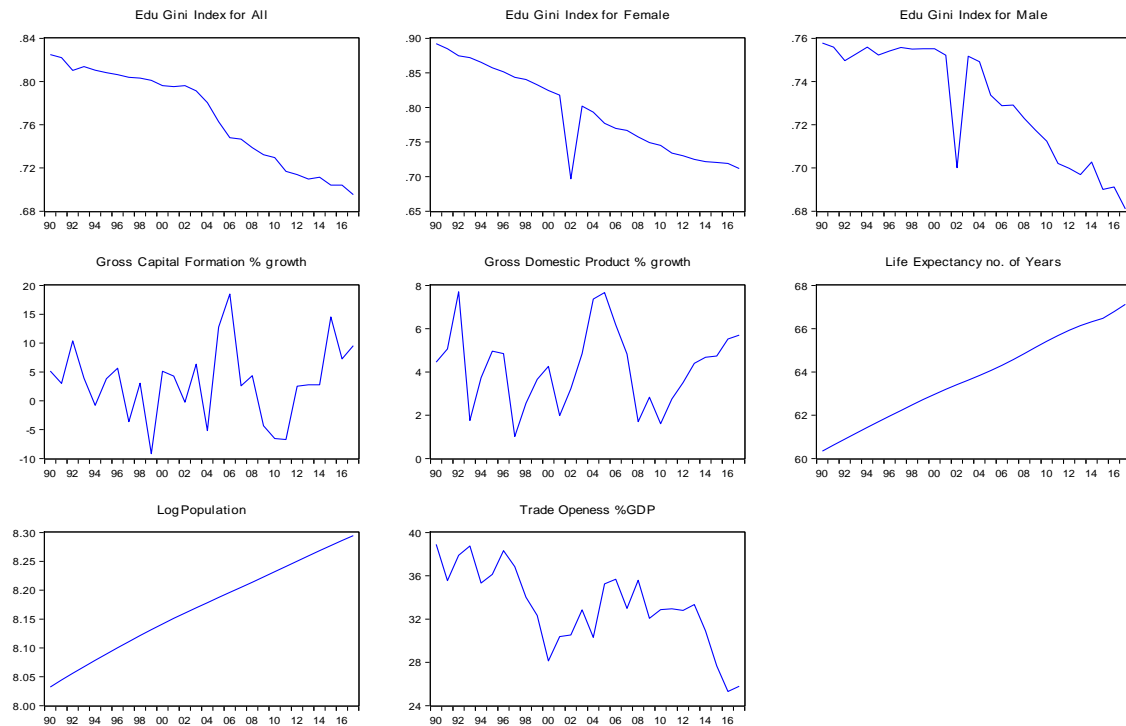 Edu Gini Index for All
.84
.80
.76
.72
.68
90 92 94 96 98 00 02 04 06 08 10 12 14 16
Edu Gini Index for Female
.90
.85
.80
.75
.70
.65
90 92 94 96 98 00 02 04 06 08 10 12 14 16
Edu Gini Index for Male
.76
.74
.72
.70
.68
90 92 94 96 98 00 02 04 06 08 10 12 14 16
Gross Capital Formation % growth
20
15
10
5
0
-5
-10
90 92 94 96 98 00 02 04 06 08 10 12 14 16
Gross Domestic Product % growth
8
6
4
2
0
90 92 94 96 98 00 02 04 06 08 10 12 14 16
Life Expectancy no. of Years
68
66
64
62
60
90 92 94 96 98 00 02 04 06 08 10 12 14 16
Log Population
8.30
8.25
8.20
8.15
8.10
8.05
8.00
90 92 94 96 98 00 02 04 06 08 10 12 14 16
Trade Openess %GDP
40
36
32
28
24
90 92 94 96 98 00 02 04 06 08 10 12 14 16